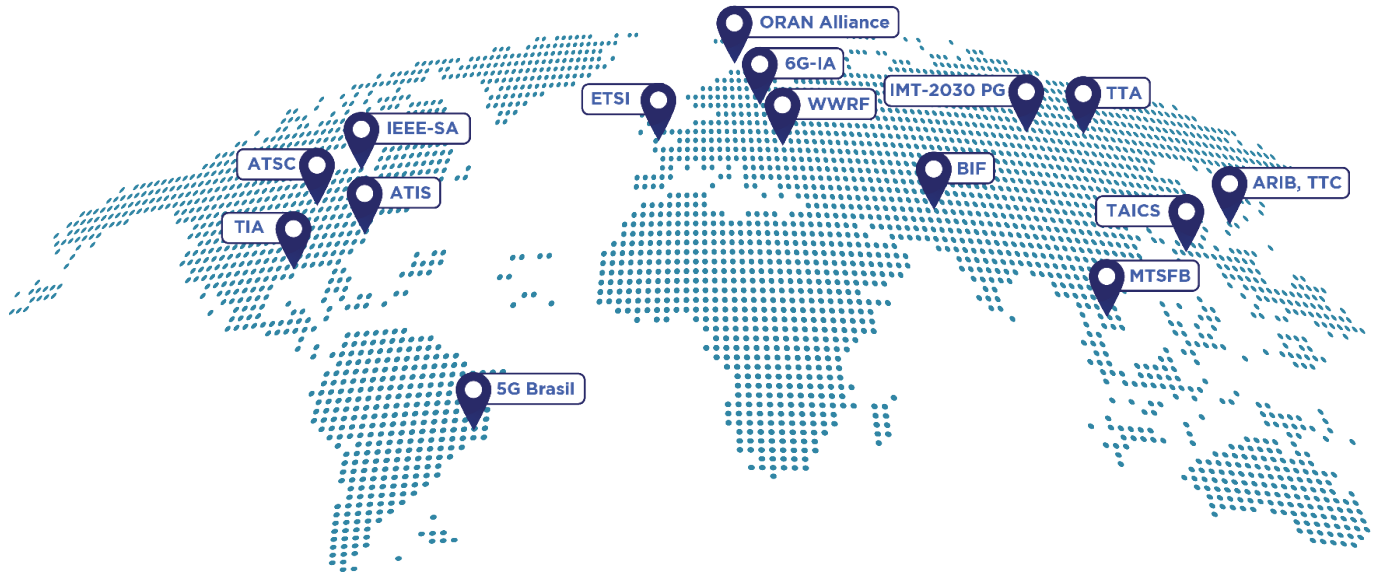 ORAN Alliance
6G-IA
ETSI
WWRF
IMT-2030 PG
TTA
IEEE-SA
ATSC
ATIS
TIA
BIF
ARIB, TTC
TAICS
MTSFB
5G Brasil